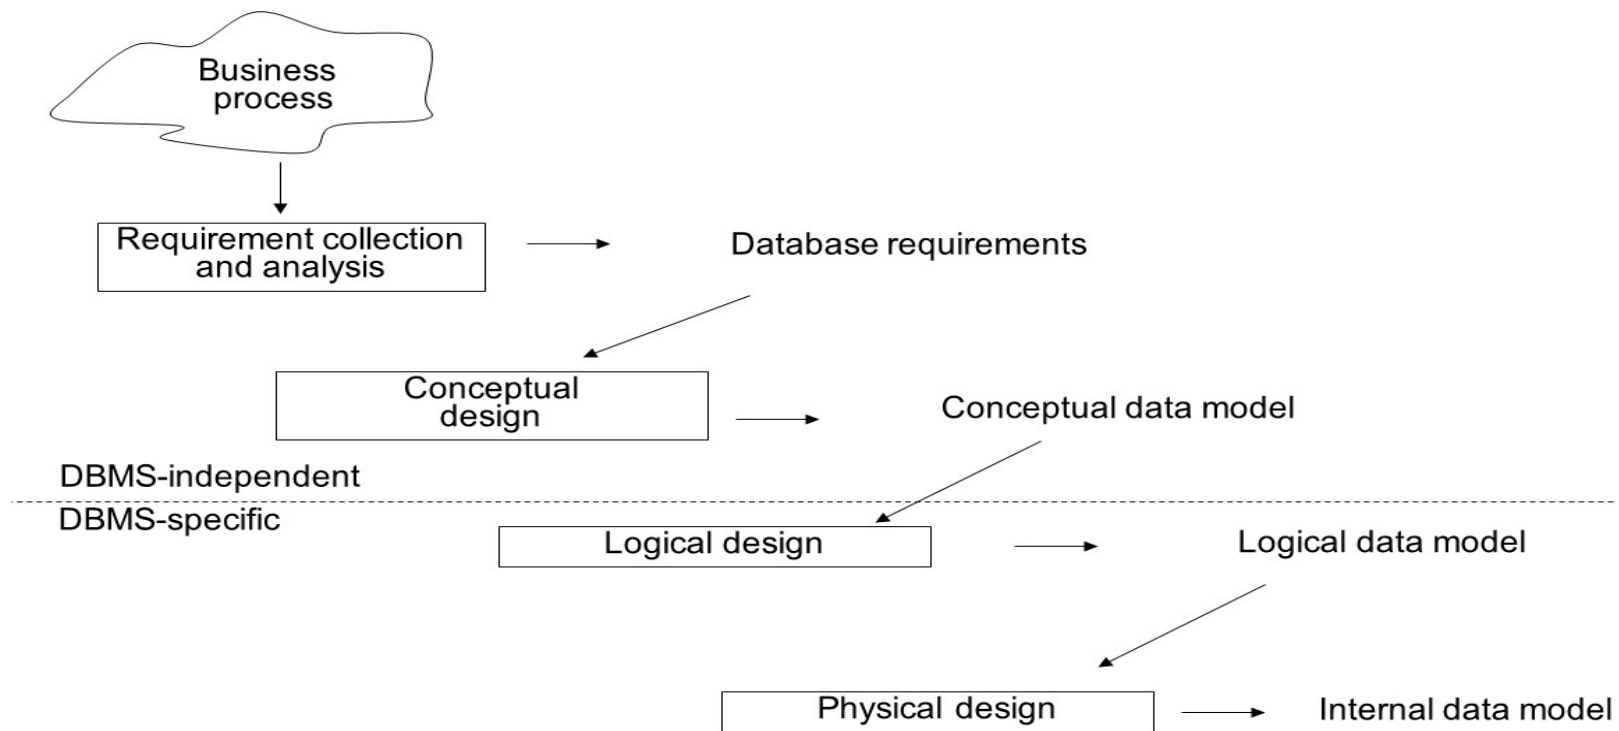 Business
process
Requirement collection
and analysis
Database requirements
Conceptual
design
Conceptual data model
DBMS-independent
DBMS-specific
Logical design
Logical data model
Physical design
Internal data model